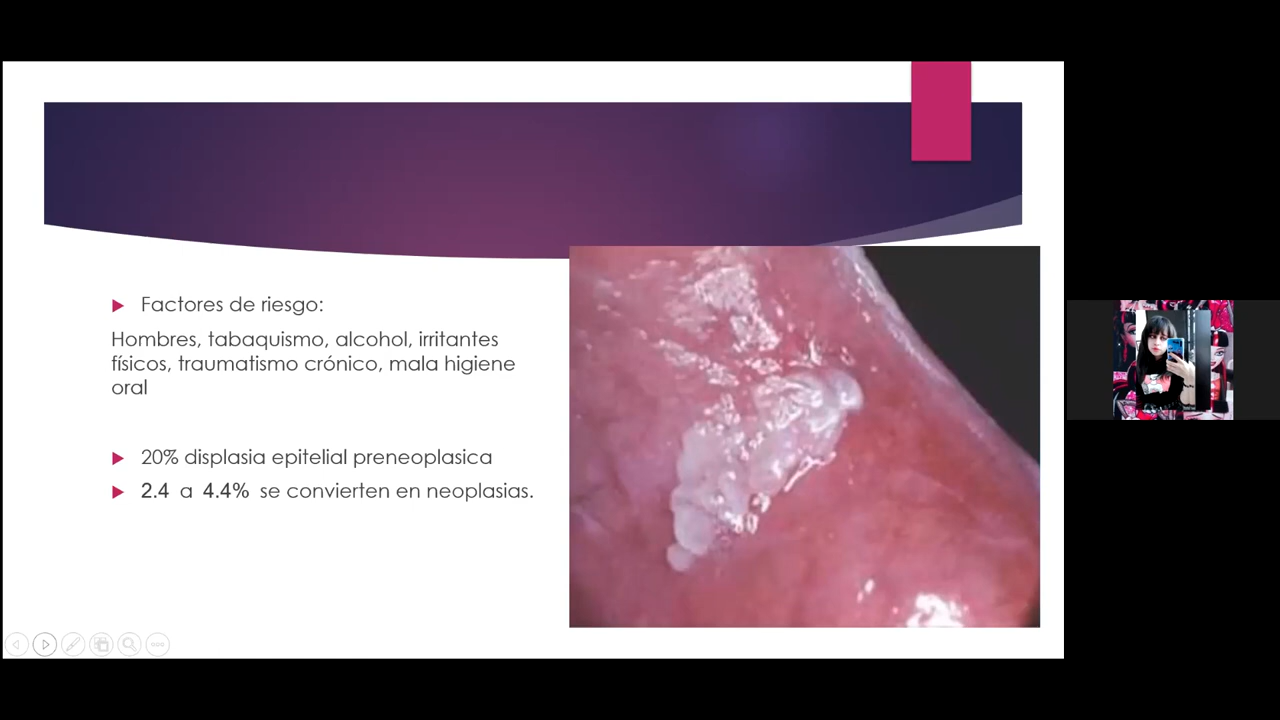 Factores de riesgo:
Hombres, tabaquismo, alcohol, irritantes
físicos, traumatismo crónico, mala higiene
oral
20% displasia epitelial preneoplasica
2.4 a 4.4% se convierten en neoplasias.